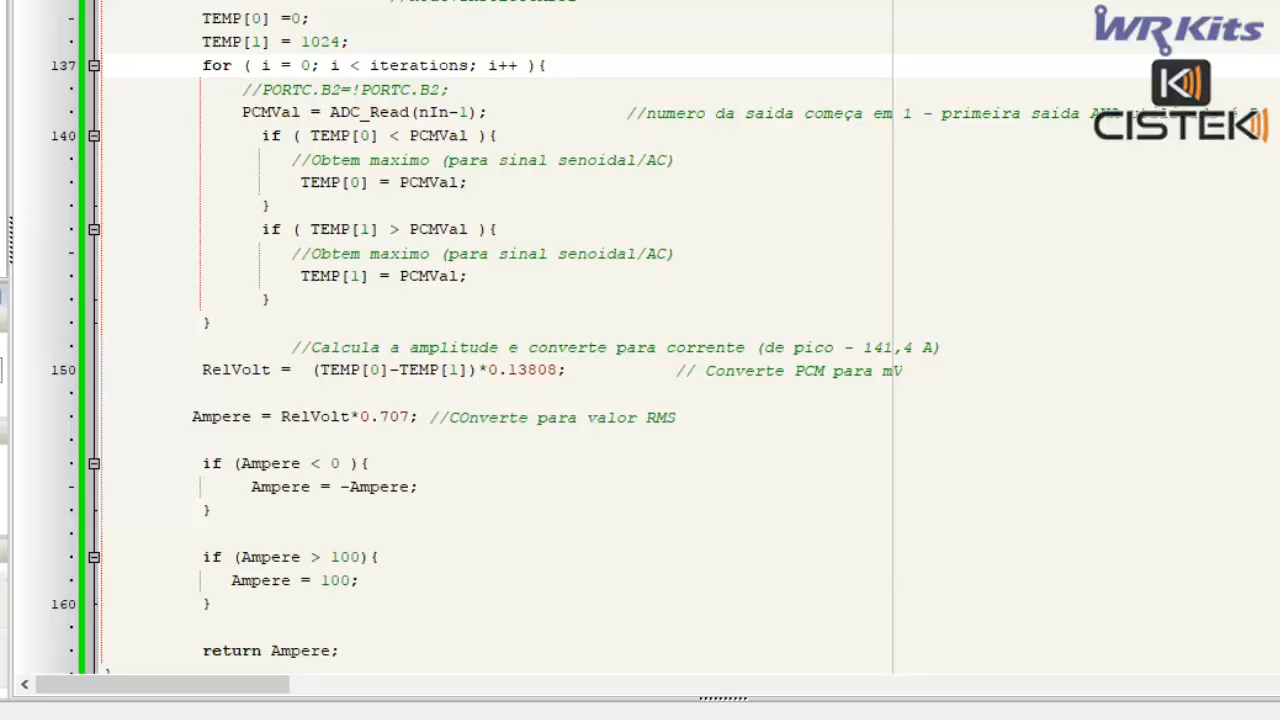 TEMP[0] =0;
TEMP[1] = 1024;
137 for ( i = 0; i < iterations; i++ ){
//PORTC.B2=!PORTC.B2;
PCMVal = ADC_Read(nIn-1); //numero da saida começa em 1 - primeira saida
140 if ( TEMP[0] < PCMVal ){
//Obtem maximo (para sinal senoidal/AC)
TEMP[0] = PCMVal;
}
if ( TEMP[1] > PCMVal ){
//Obtem maximo (para sinal senoidal/AC)
TEMP[1] = PCMVal;
}
}
//Calcula a amplitude e converte para corrente (de pico - 141,4 A)
150 RelVolt = (TEMP[0]-TEMP[1])*0.13808; // Converte PCM para mV
Ampere = RelVolt*0.707; //COnverte para valor RMS
if (Ampere < 0 ){
Ampere = -Ampere;
}
if (Ampere > 100){
Ampere = 100;
160 }
return Ampere;
WRKits
CISTEK